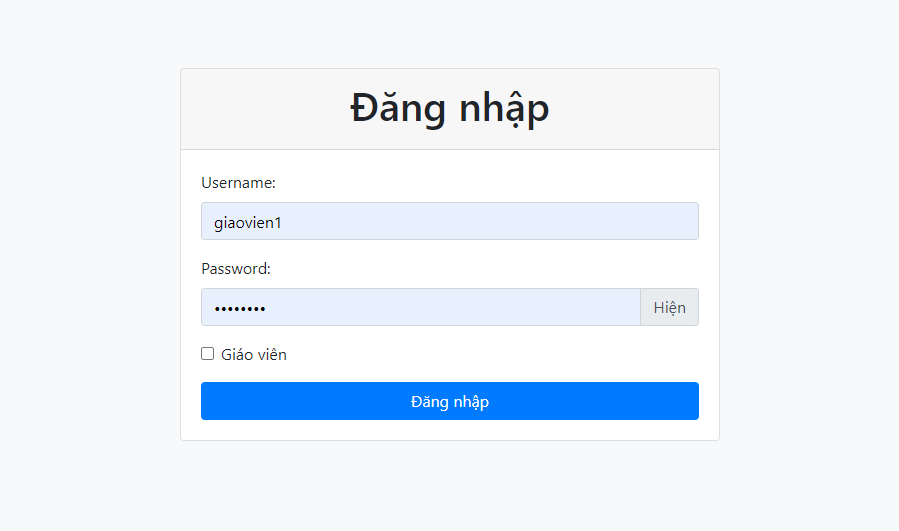 Đăng nhập
Username:
giaovien1
Password:
••••••••
Hiện
Giáo viên
Đăng nhập